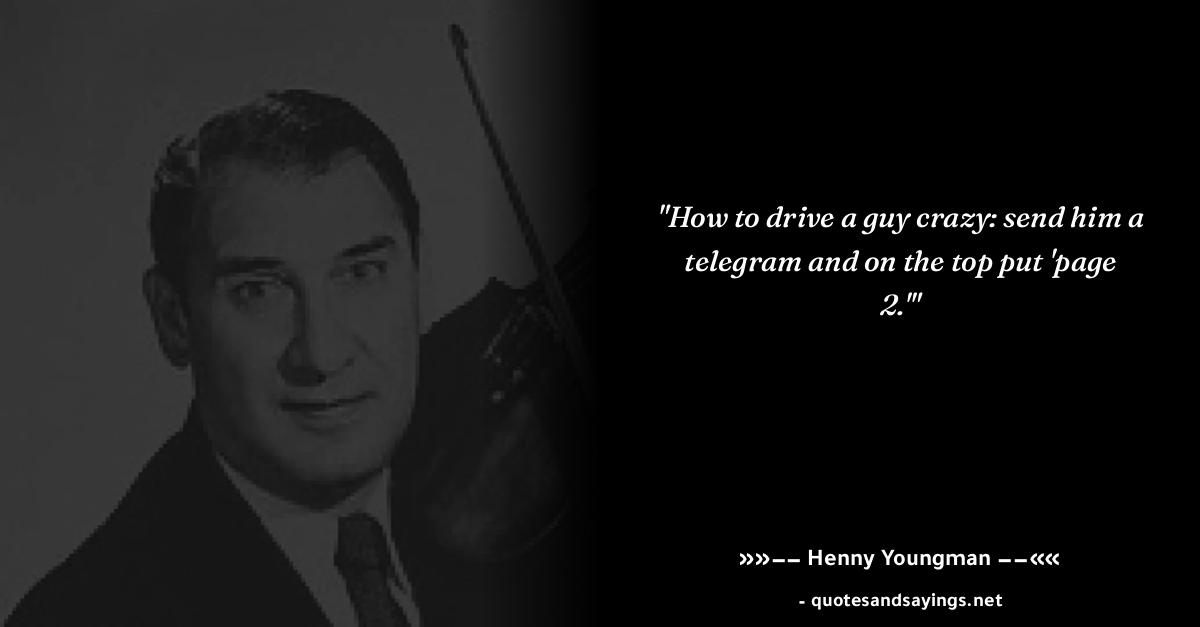 "How to drive a guy crazy: send him a
telegram and on the top put 'page
2.'"
»»–– Henny Youngman ––««
- quotesandsayings.net